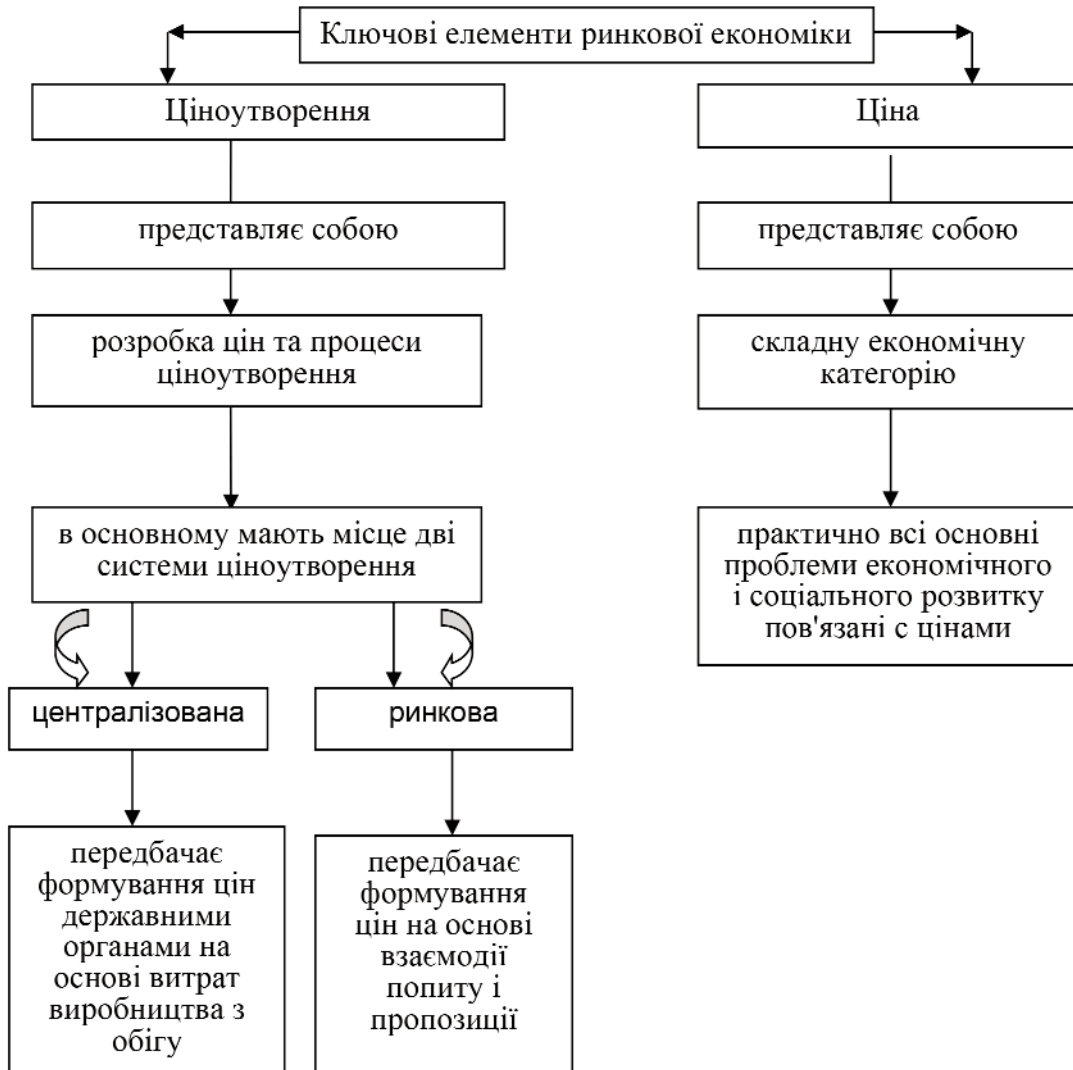 Ключові елементи ринкової економіки
Ціноутворення
Ціна
представляє собою
представляє собою
розробка цін та процеси
ціноутворення
складну економічну
категорію
в основному мають місце дві
системи ціноутворення
практично всі основні
проблеми економічного
і соціального розвитку
пов'язані с цінами
централізована
ринкова
передбачає
формування цін
державними
органами на
основі витрат
виробництва з
обігу
передбачає
формування
цін на основі
взаємодії
попиту і
пропозиції